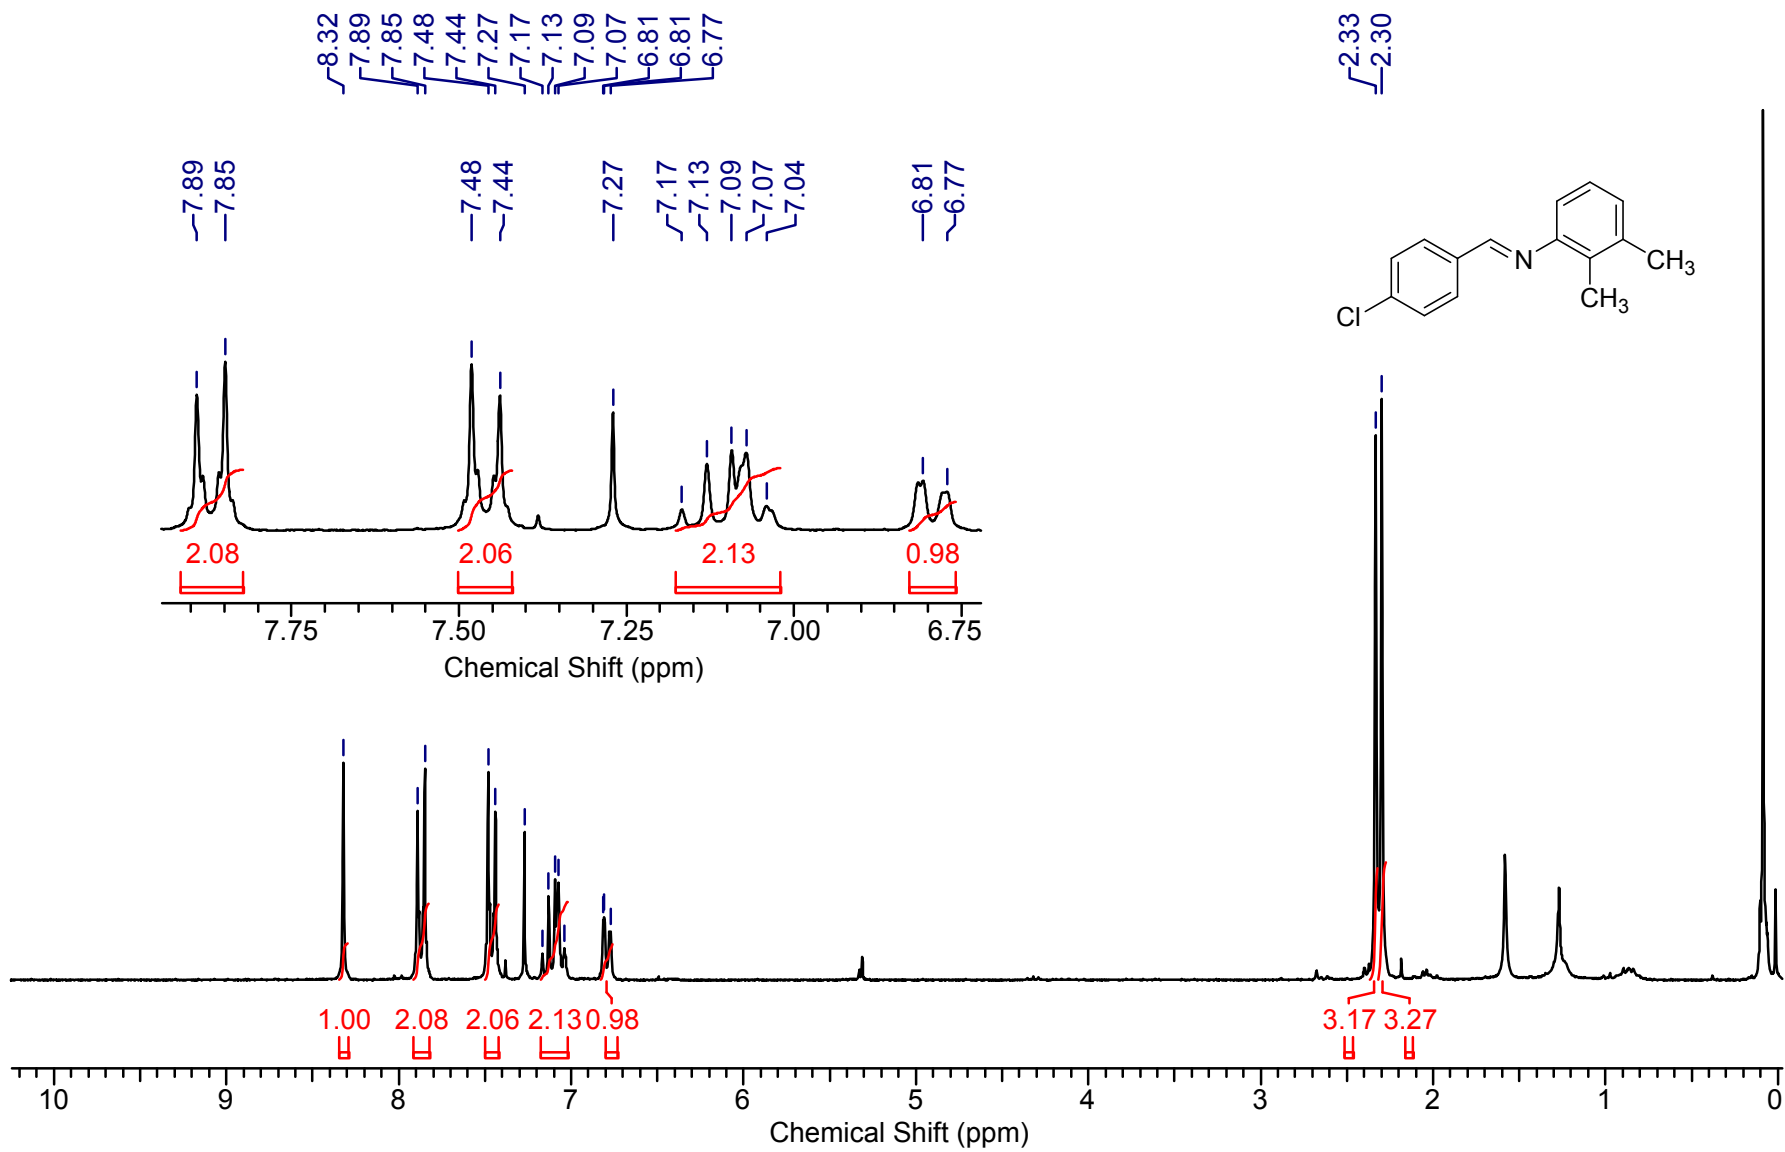 8.32 7.89 7.85 7.48 7.44 7.27 7.17 7.13 7.09 7.07 6.81 6.81 6.77 2.33 2.30
7.89 7.85 7.48 7.44 7.27 7.17 7.13 7.09 7.07 7.04 6.81 6.77
N
CH3
CH3
Cl
2.08 2.06 2.13 0.98
7.75 7.50 7.25 7.00 6.75
Chemical Shift (ppm)
1.00 2.08 2.06 2.13 0.98 3.17 3.27
10 9 8 7 6 5 4 3 2 1 0
Chemical Shift (ppm)